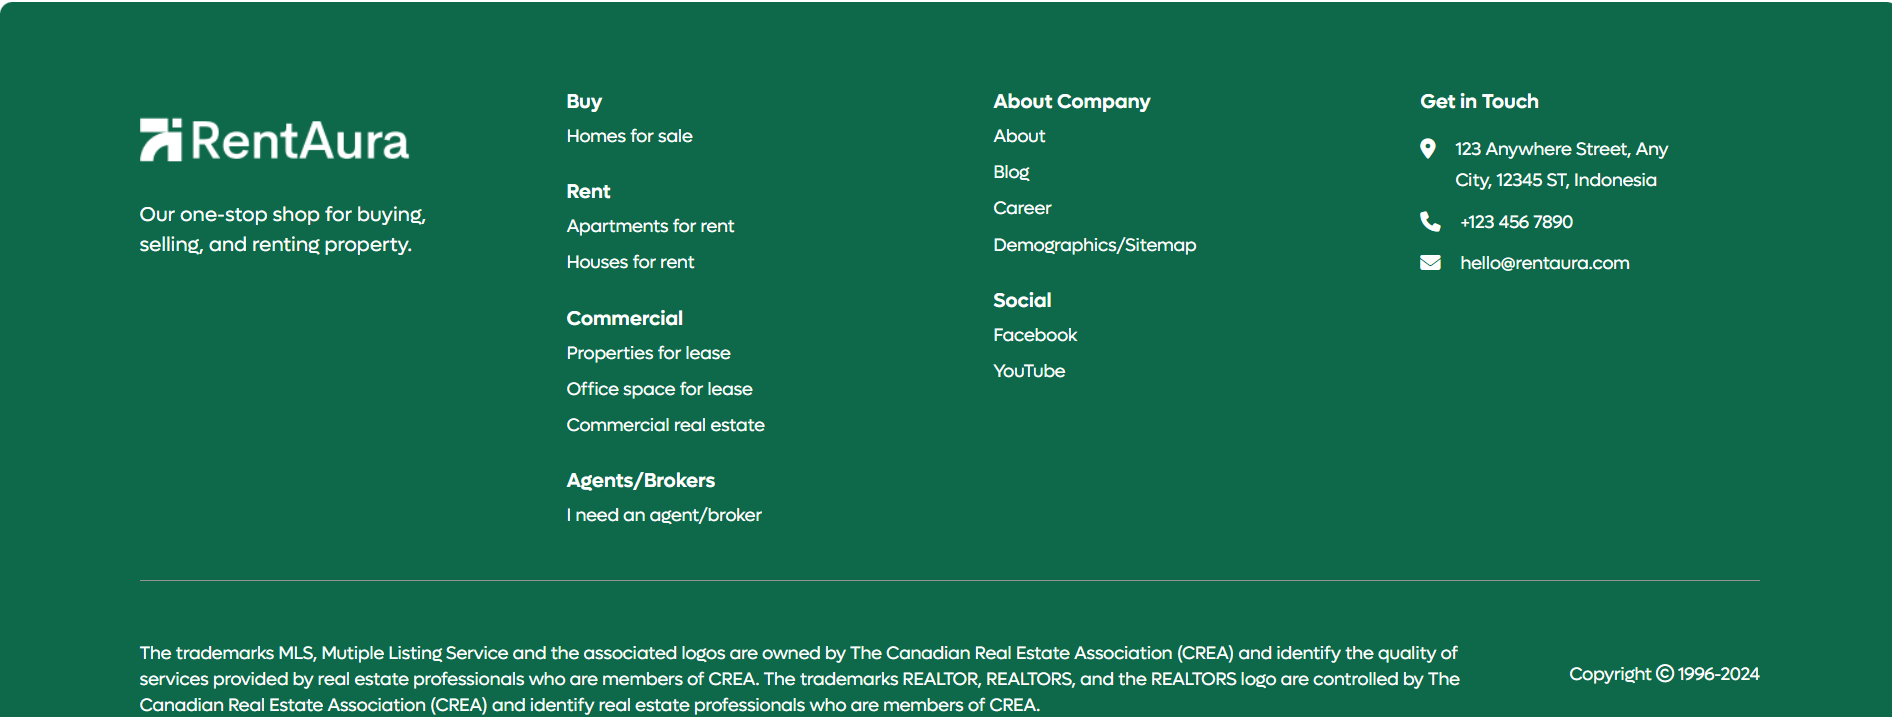 RentAura
Our one-stop shop for buying,
selling, and renting property.
Buy
Homes for sale
Rent
Apartments for rent
Houses for rent
Commercial
Properties for lease
Office space for lease
Commercial real estate
Agents/Brokers
I need an agent/broker
About Company
About
Blog
Career
Demographics/Sitemap
Social
Facebook
YouTube
Get in Touch
123 Anywhere Street, Any
City, 12345 ST, Indonesia
+123 456 7890
hello@rentaura.com
The trademarks MLS, Mutiple Listing Service and the associated logos are owned by The Canadian Real Estate Association (CREA) and identify the quality of
services provided by real estate professionals who are members of CREA. The trademarks REALTOR, REALTORS, and the REALTORS logo are controlled by The
Canadian Real Estate Association (CREA) and identify real estate professionals who are members of CREA.
Copyright © 1996-2024